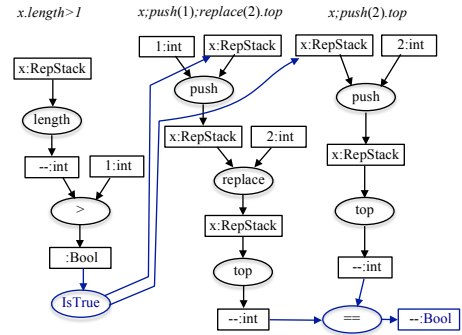 x.length>1
x;push(1);replace(2).top
x;push(2).top
1:int
x:RepStack
x:RepStack
2:int
x:RepStack
push
push
length
x:RepStack
2:int
x:RepStack
--:int
1:int
replace
>
x:RepStack
top
:Bool
top
--:int
IsTrue
--:int
==
--:Bool